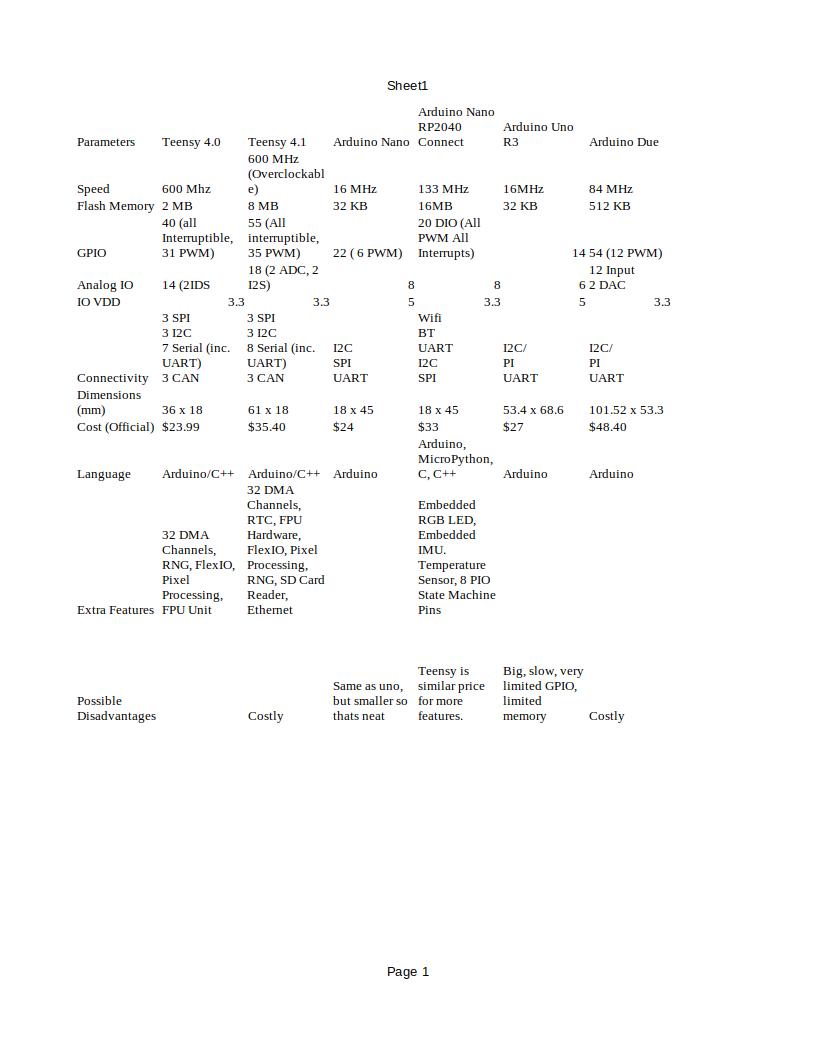 Sheet1
Arduino Nano
RP2040 Arduino Uno
Parameters Teensy 4.0 Teensy 4.1 Arduino Nano Connect R3 Arduino Due
600 MHz
(Overclockabl
Speed 600 Mhz e) 16 MHz 133 MHz 16MHz 84 MHz
Flash Memory 2 MB 8 MB 32 KB 16MB 32 KB 512 KB
40 (all 55 (All 20 DIO (All
Interruptible, interruptible, PWM All
GPIO 31 PWM) 35 PWM) 22 ( 6 PWM) Interrupts) 14 54 (12 PWM)
18 (2 ADC, 2 12 Input
Analog IO 14 (2IDS I2S) 8 8 6 2 DAC
IO VDD 3.3 3.3 5 3.3 5 3.3
3 SPI 3 SPI Wifi
3 I2C 3 I2C BT
7 Serial (inc. 8 Serial (inc. I2C UART I2C/ I2C/
UART) UART) SPI I2C PI PI
Connectivity 3 CAN 3 CAN UART SPI UART UART
Dimensions
(mm) 36 x 18 61 x 18 18 x 45 18 x 45 53.4 x 68.6 101.52 x 53.3
Cost (Official) $23.99 $35.40 $24 $33 $27 $48.40
Arduino,
MicroPython,
Language Arduino/C++ Arduino/C++ Arduino C, C++ Arduino Arduino
32 DMA
Channels, Embedded
RTC, FPU RGB LED,
32 DMA Hardware, Embedded
Channels, FlexIO, Pixel IMU.
RNG, FlexIO, Processing, Temperature
Pixel RNG, SD Card Sensor, 8 PIO
Processing, Reader, State Machine
Extra Features FPU Unit Ethernet Pins
Teensy is Big, slow, very
Same as uno, similar price limited GPIO,
Possible but smaller so for more limited
Disadvantages Costly thats neat features. memory Costly
Page 1